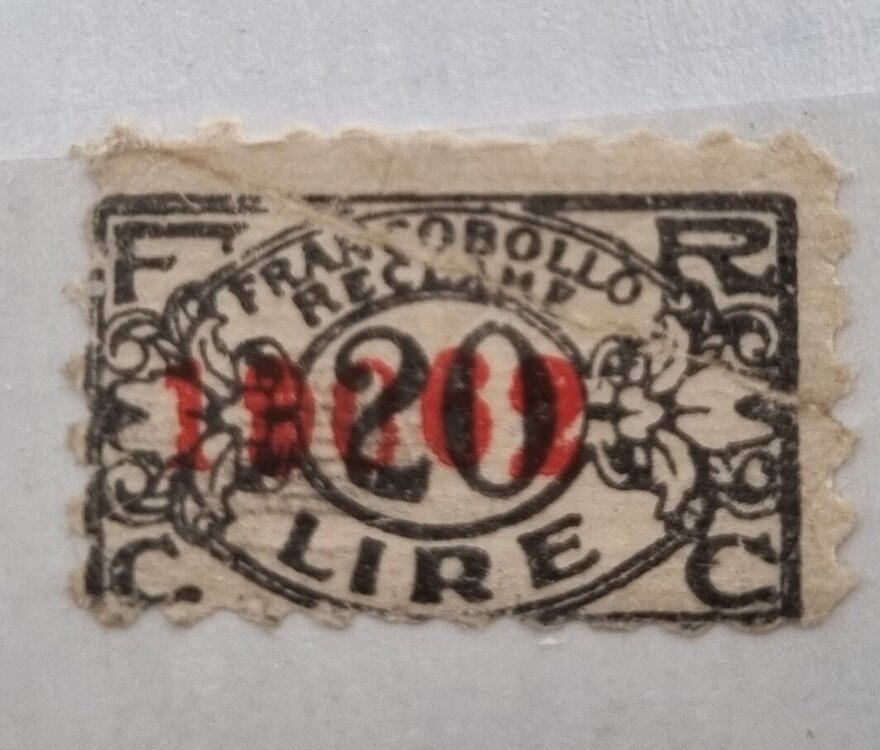 F R
FRANCOBOLLO
RECLAME
20
LIRE
C. C